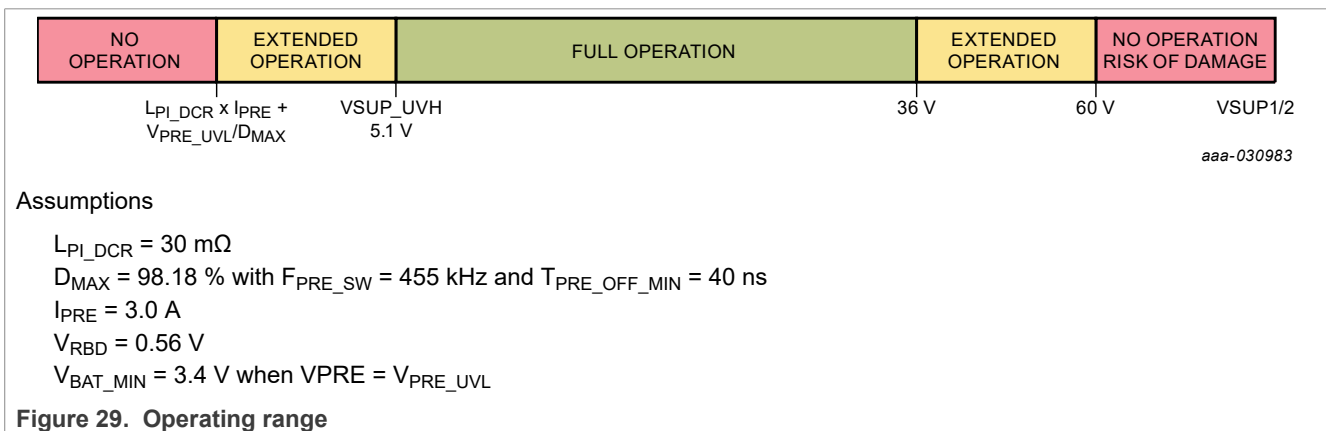 NO OPERATION
EXTENDED OPERATION
FULL OPERATION
EXTENDED OPERATION
NO OPERATION RISK OF DAMAGE
LPI_DCR x IPRE + VPRE_UVL/DMAX
VSUP_UVH 5.1 V
36 V
60 V
VSUP1/2
aaa-030983
Assumptions
LPI_DCR = 30 mΩ
DMAX = 98.18 % with FPRE_SW = 455 kHz and TPRE_OFF_MIN = 40 ns
IPRE = 3.0 A
VRBD = 0.56 V
VBAT_MIN = 3.4 V when VPRE = VPRE_UVL
Figure 29. Operating range